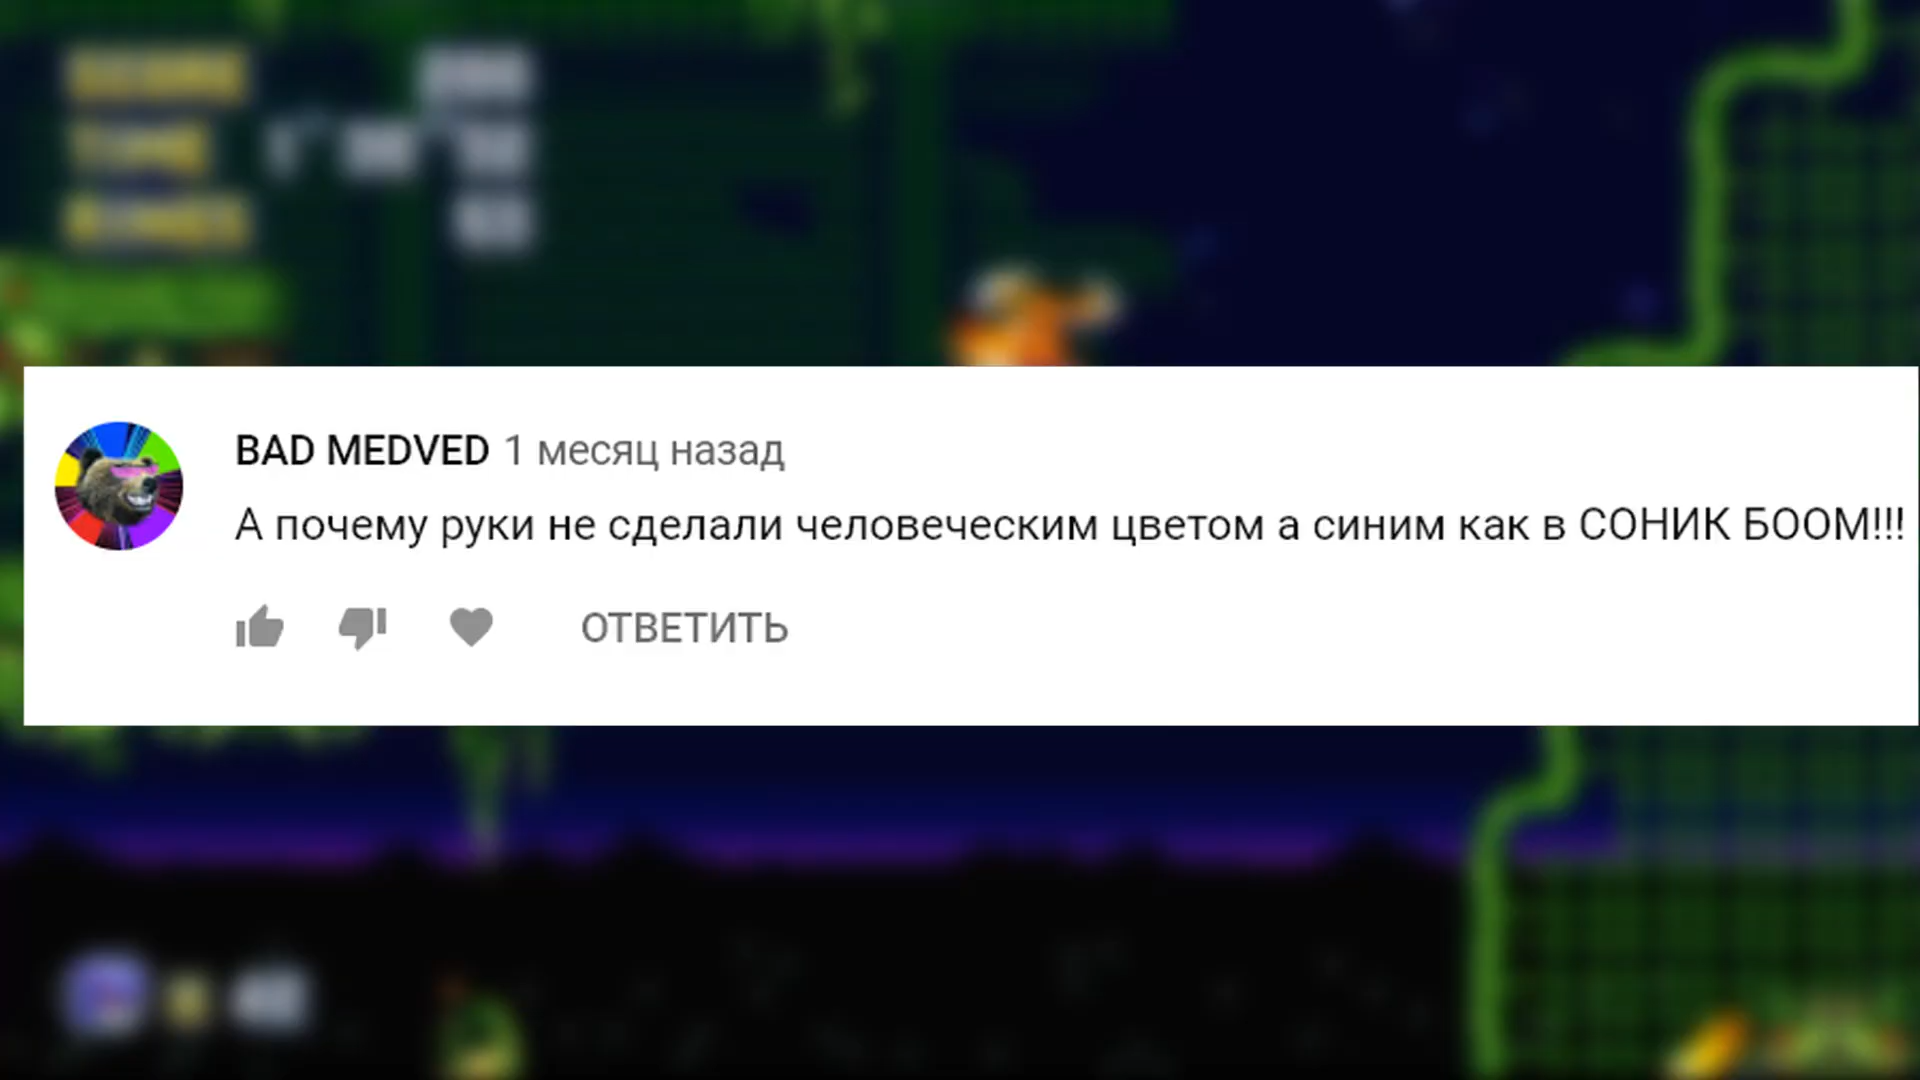 BAD MEDVED 1 месяц назад
А почему руки не сделали человеческим цветом а синим как в СОНИК БООМ!!!
ОТВЕТИТЬ